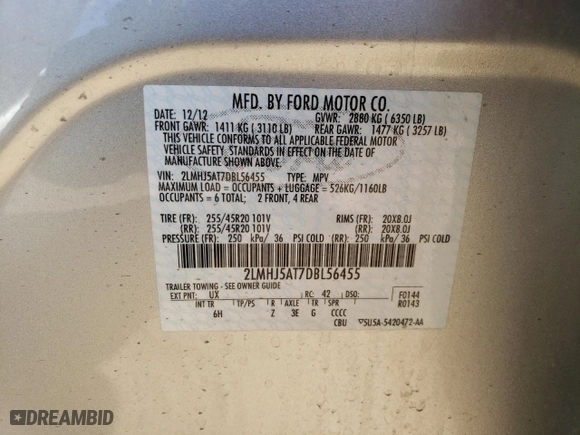 MFD. BY FORD MOTOR CO.
DATE: 12/12 GVWR: 2880 KG ( 6350 LB)
FRONT GAWR: 1411 KG ( 3110 LB) REAR GAWR: 1477 KG ( 3257 LB)
THIS VEHICLE CONFORMS TO ALL APPLICABLE FEDERAL MOTOR
VEHICLE SAFETY STANDARDS IN EFFECT ON THE DATE OF
MANUFACTURE SHOWN ABOVE.
VIN: 2LMHJ5AT7DBL56455 TYPE: MPV
MAXIMUM LOAD = OCCUPANTS + LUGGAGE = 526KG/1160LB
OCCUPANTS = 6 TOTAL; 2 FRONT, 4 REAR
TIRE (FR): 255/45R20 101V RIMS (FR): 20X8.0J
(RR): 255/45R20 101V (RR): 20X8.0J
PRESSURE (FR): 250 kPa/ 36 PSI COLD (RR): 250 kPa/ 36 PSI COLD
2LMHJ5AT7DBL56455
TRAILER TOWING - SEE OWNER GUIDE
EXT PNT: UX RC: 42 DSO: F0144
INT TR TP/PS R AXLE TR SPR R0143
6H Z 3E G CCCC
CBU 5U5A-5420472-AA
DREAMBID